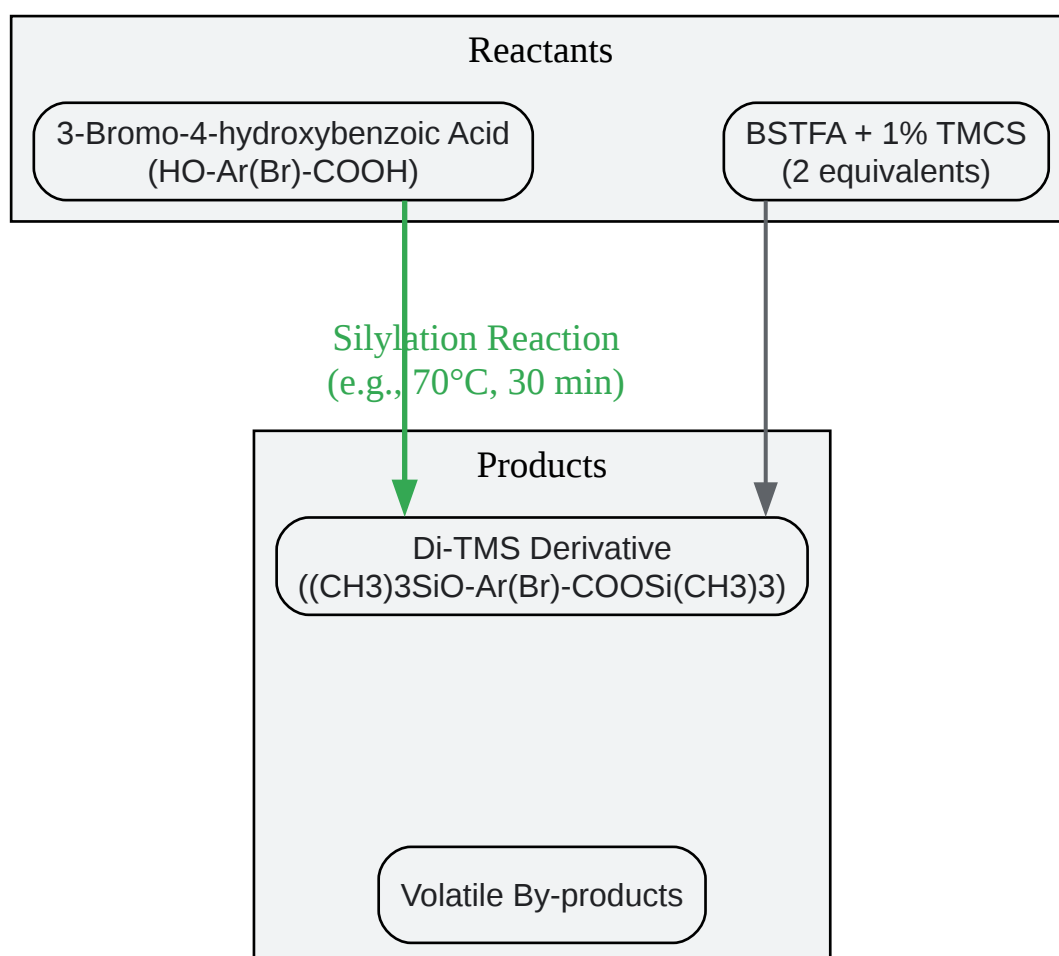 Reactants
3-Bromo-4-hydroxybenzoic Acid
(HO-Ar(Br)-COOH)
BSTFA + 1% TMCS
(2 equivalents)
Silylation Reaction
(e.g., 70°C, 30 min)
Products
Di-TMS Derivative
((CH3)3SiO-Ar(Br)-COOSi(CH3)3)
Volatile By-products